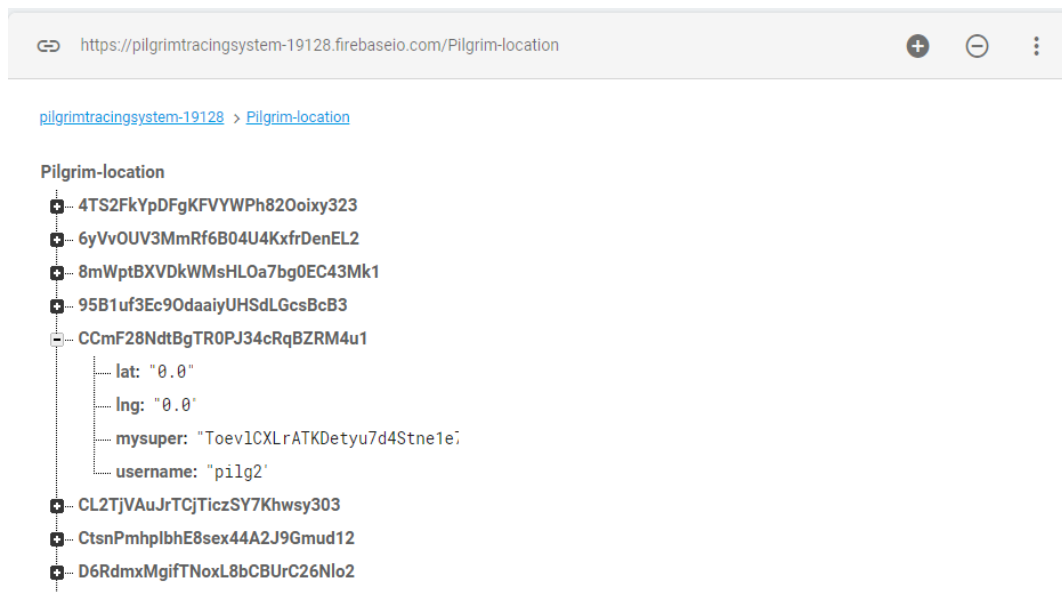 https://pilgrimtracingsystem-19128.firebaseio.com/Pilgrim-location
pilgrimtracingsystem-19128 > Pilgrim-location
Pilgrim-location
4TS2FkYpDFgKFVYWPh82Ooixy323
6yVvOUV3MmRf6B04U4KxfrDenEL2
8mWptBXVDkWMsHLOa7bg0EC43Mk1
95B1uf3Ec9OdaaiyUHSdLGcsBcB3
CCmF28NdtBgTR0PJ34cRqBZRM4u1
lat: "0.0"
lng: "0.0'
mysuper: "ToevlCXLrATKDetyu7d4Stne1e
username: "pilg2'
CL2TjVAuJrTCjTiczSY7Khwsy303
CtsnPmhplbhE8sex44A2J9Gmud12
D6RdmxMgifTNoxL8bCBUrC26Nlo2